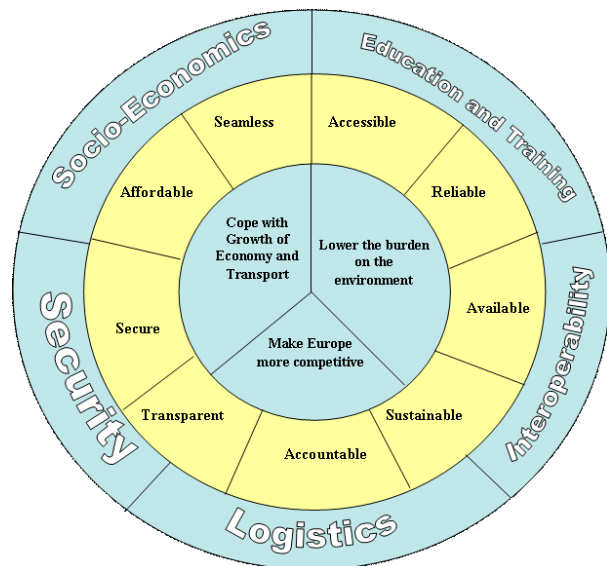 Socio-Economics
Education and Training
Interoperability
Logistics
Security
Seamless
Accessible
Reliable
Available
Sustainable
Accountable
Transparent
Secure
Affordable
Cope with
Growth of
Economy and
Transport
Lower the burden
on the
environment
Make Europe
more competitive